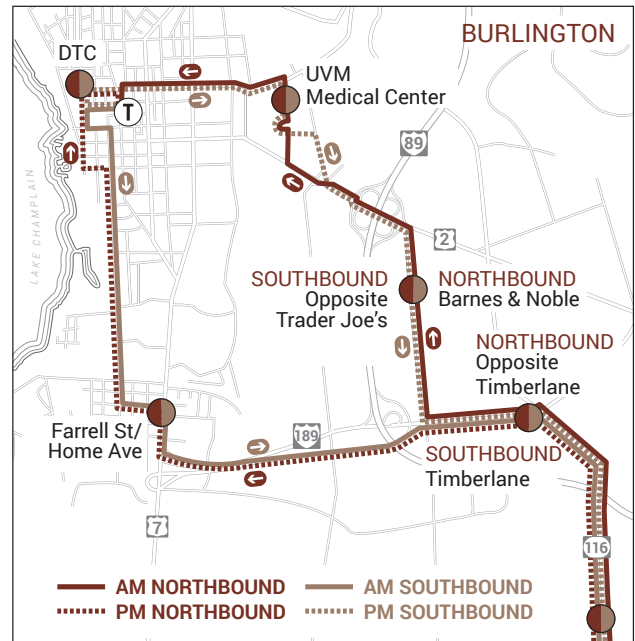 BURLINGTON
DTC
T
UVM
Medical Center
89
2
LAKE CHAMPLAIN
SOUTHBOUND
Opposite
Trader Joe's
NORTHBOUND
Barnes & Noble
NORTHBOUND
Opposite
Timberlane
Farrell St/
Home Ave
189
SOUTHBOUND
Timberlane
7
116
AM NORTHBOUND
AM SOUTHBOUND
PM NORTHBOUND
PM SOUTHBOUND